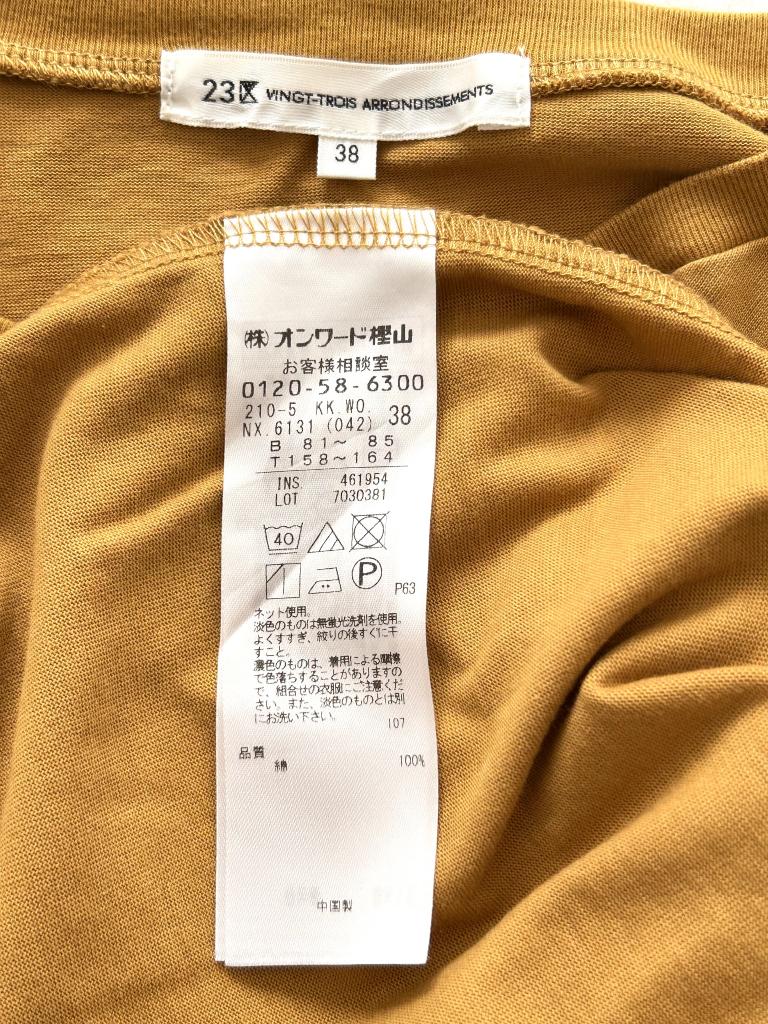 23区 VINGT-TROIS ARRONDISSEMENTS
38
(株)オンワード樫山
お客様相談室
0120-58-6300
210-5 KK.WO. 38
NX.6131 (042)
B 81〜 85
T158〜164
INS. 461954
LOT 7030381
40
P
P63
ネット使用。
淡色のものは無蛍光洗剤を使用。
よくすすぎ、絞りの後すぐに干
すこと。
濃色のものは、着用による摩擦
で色落ちすることがありますの
で、組合せの衣服にご注意くだ
さい。また、淡色のものとは別
にお洗い下さい。
107
品質
綿 100%
中国製